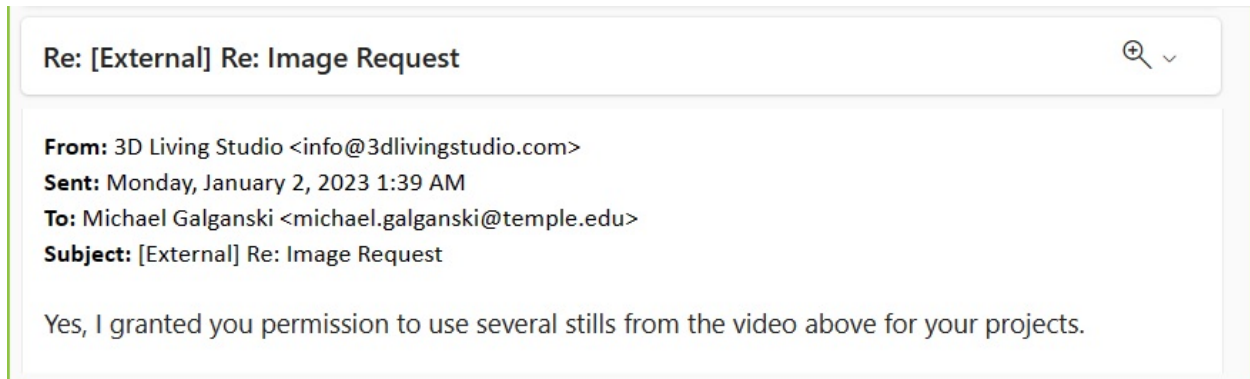 Re: [External] Re: Image Request
From: 3D Living Studio <info@3dlivingstudio.com>
Sent: Monday, January 2, 2023 1:39 AM
To: Michael Galganski <michael.galganski@temple.edu>
Subject: [External] Re: Image Request
Yes, I granted you permission to use several stills from the video above for your projects.